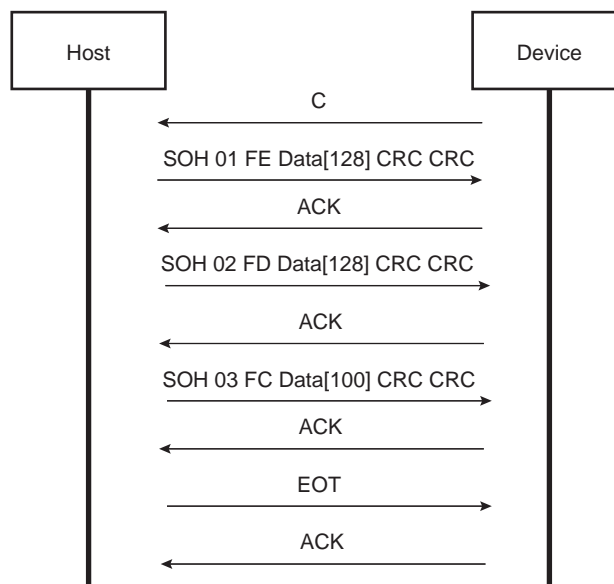 Host
Device
C
SOH 01 FE Data[128] CRC CRC
ACK
SOH 02 FD Data[128] CRC CRC
ACK
SOH 03 FC Data[100] CRC CRC
ACK
EOT
ACK